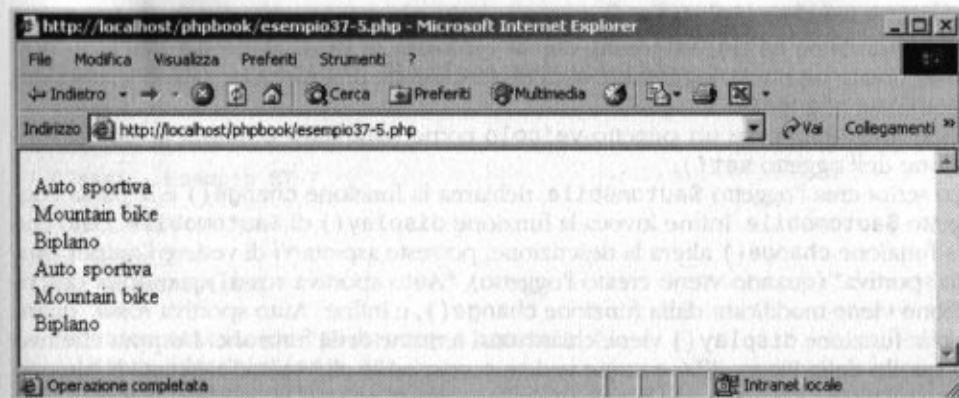 http://localhost/phpbook/esempio37-5.php - Microsoft Internet Explorer
File Modifica Visualizza Preferiti Strumenti ?
Indietro Cerca Preferiti Multimedia
Indirizzo http://localhost/phpbook/esempio37-5.php Vai Collegamenti »
Auto sportiva
Mountain bike
Biplano
Auto sportiva
Mountain bike
Biplano
Operazione completata Intranet locale